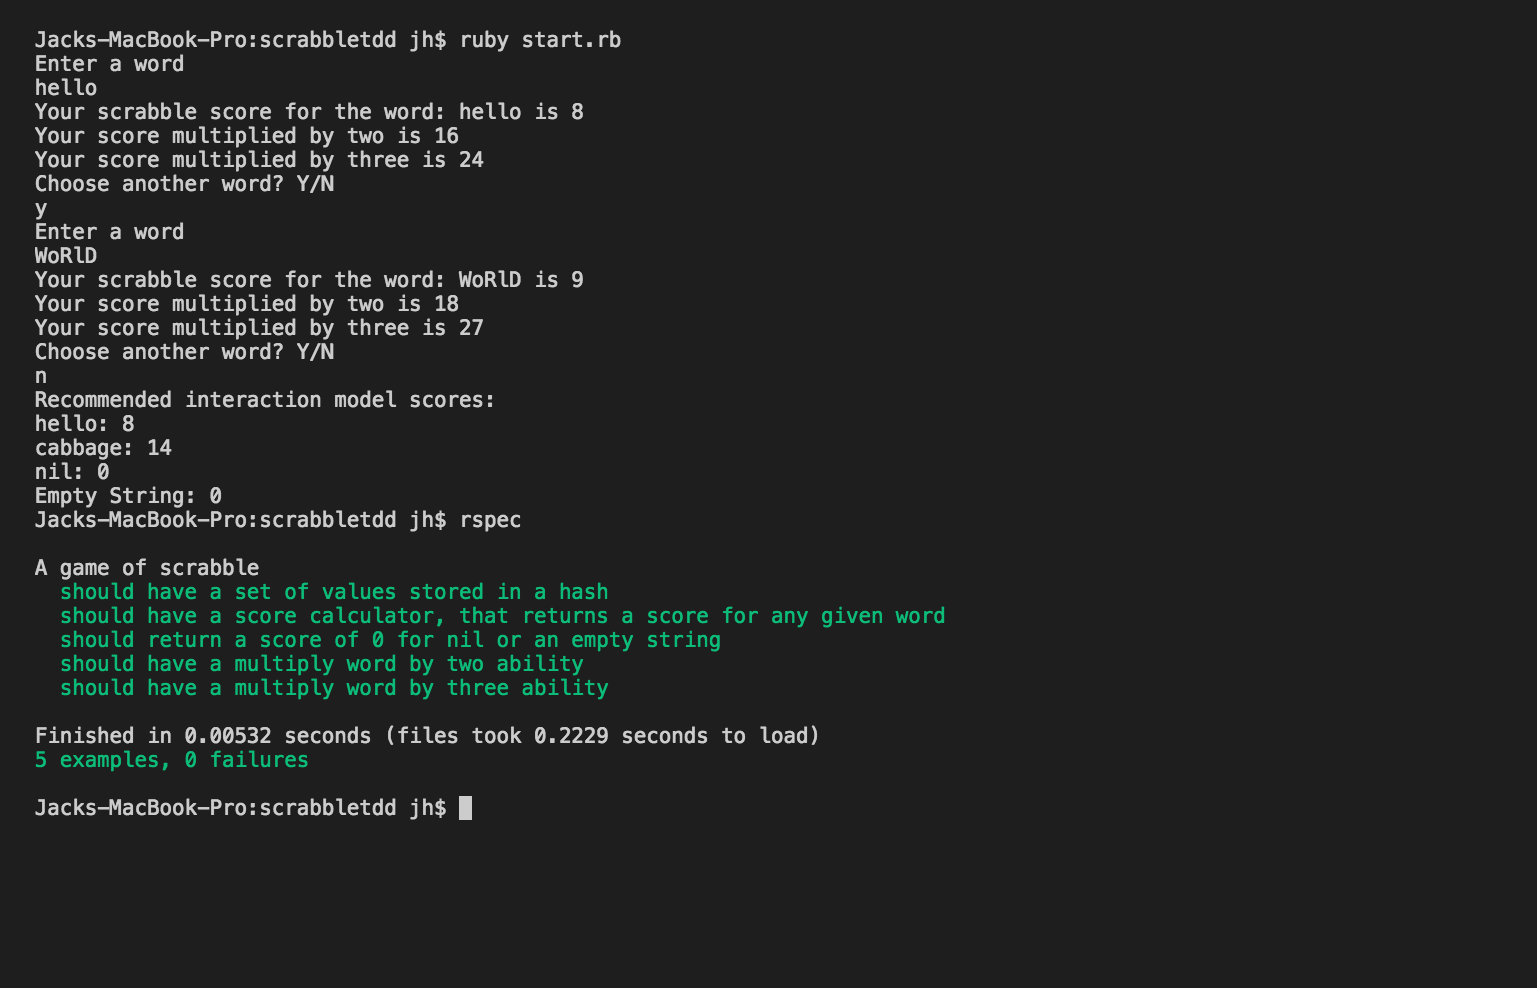 Jacks-MacBook-Pro:scrabbletdd jh$ ruby start.rb
Enter a word
hello
Your scrabble score for the word: hello is 8
Your score multiplied by two is 16
Your score multiplied by three is 24
Choose another word? Y/N
y
Enter a word
WoRlD
Your scrabble score for the word: WoRlD is 9
Your score multiplied by two is 18
Your score multiplied by three is 27
Choose another word? Y/N
n
Recommended interaction model scores:
hello: 8
cabbage: 14
nil: 0
Empty String: 0
Jacks-MacBook-Pro:scrabbletdd jh$ rspec
A game of scrabble
should have a set of values stored in a hash
should have a score calculator, that returns a score for any given word
should return a score of 0 for nil or an empty string
should have a multiply word by two ability
should have a multiply word by three ability
Finished in 0.00532 seconds (files took 0.2229 seconds to load)
5 examples, 0 failures
Jacks-MacBook-Pro:scrabbletdd jh$